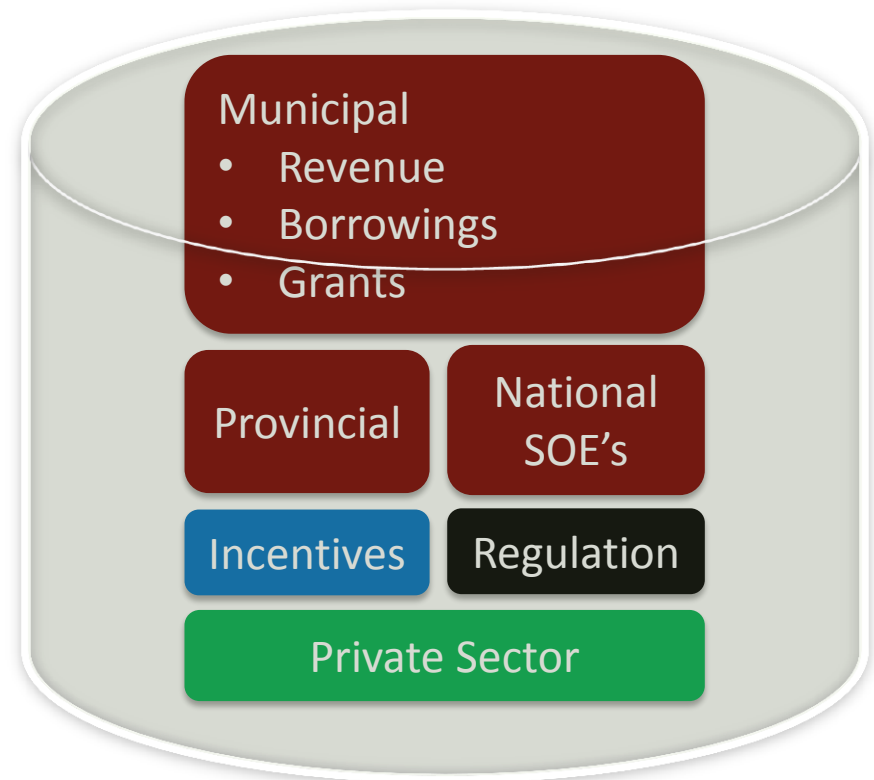 Municipal
• Revenue
• Borrowings
• Grants
Provincial
National
SOE’s
Incentives
Regulation
Private Sector